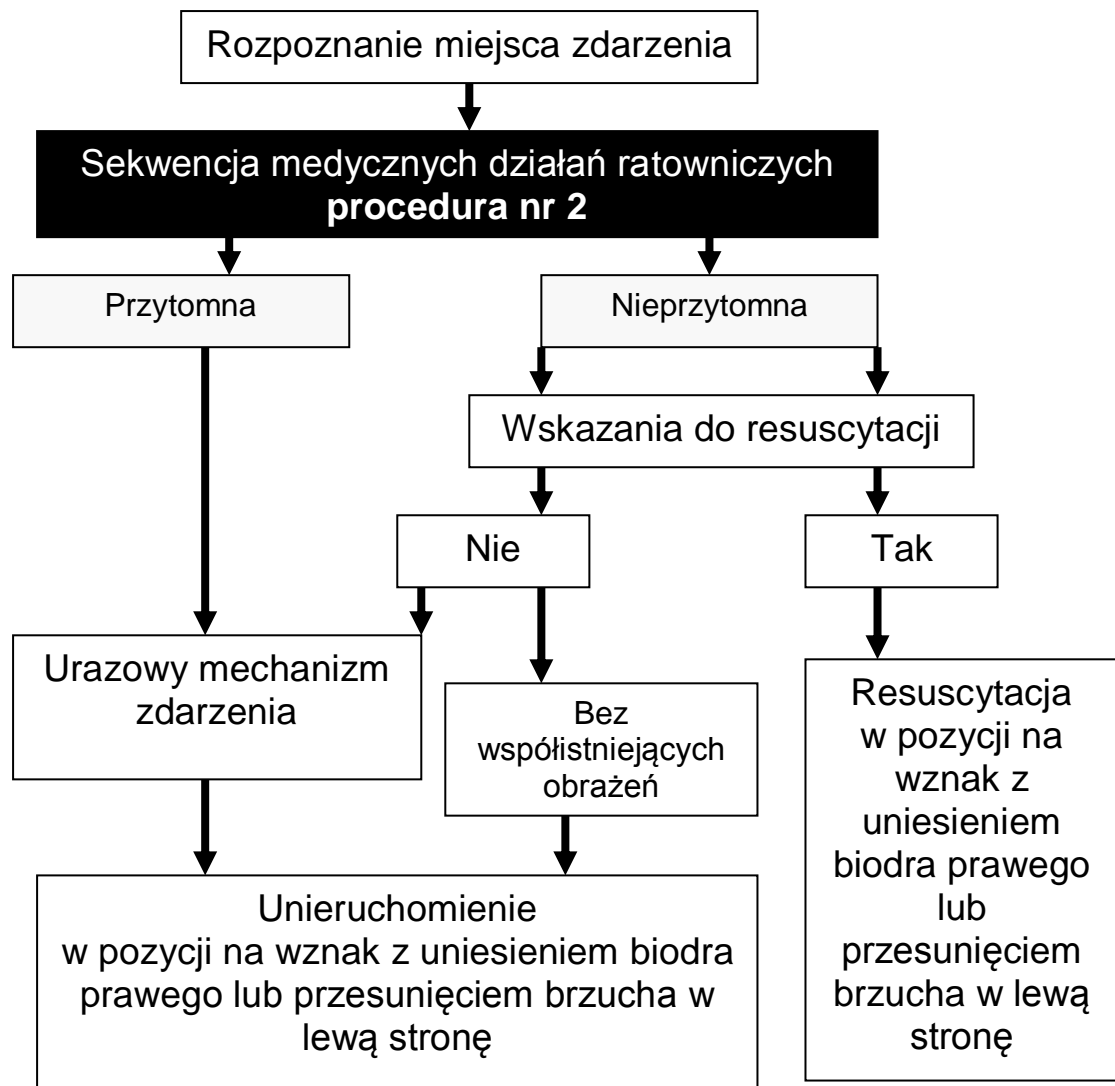 Rozpoznanie miejsca zdarzenia
Sekwencja medycznych działań ratowniczych
procedura nr 2
Przytomna
Nieprzytomna
Wskazania do resuscytacji
Nie
Tak
Urazowy mechanizm
zdarzenia
Bez
współistniejących
obrażeń
Resuscytacja
w pozycji na
wznak z
uniesieniem
biodra prawego
lub
przesunięciem
brzucha w lewą
stronę
Unieruchomienie
w pozycji na wznak z uniesieniem biodra
prawego lub przesunięciem brzucha w
lewą stronę